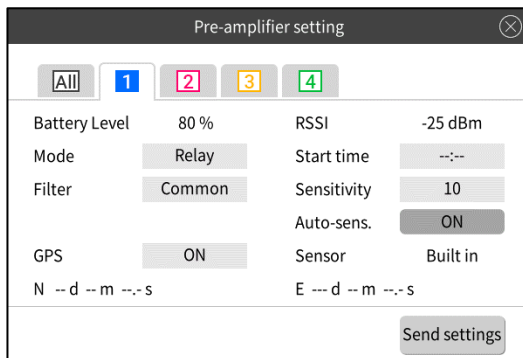 Pre-amplifier setting
All 1 2 3 4
Battery Level 80 % RSSI -25 dBm
Mode Relay Start time --:--
Filter Common Sensitivity 10
Auto-sens. ON
GPS ON Sensor Built in
N -- d -- m --.- s E --- d -- m --.- s
Send settings